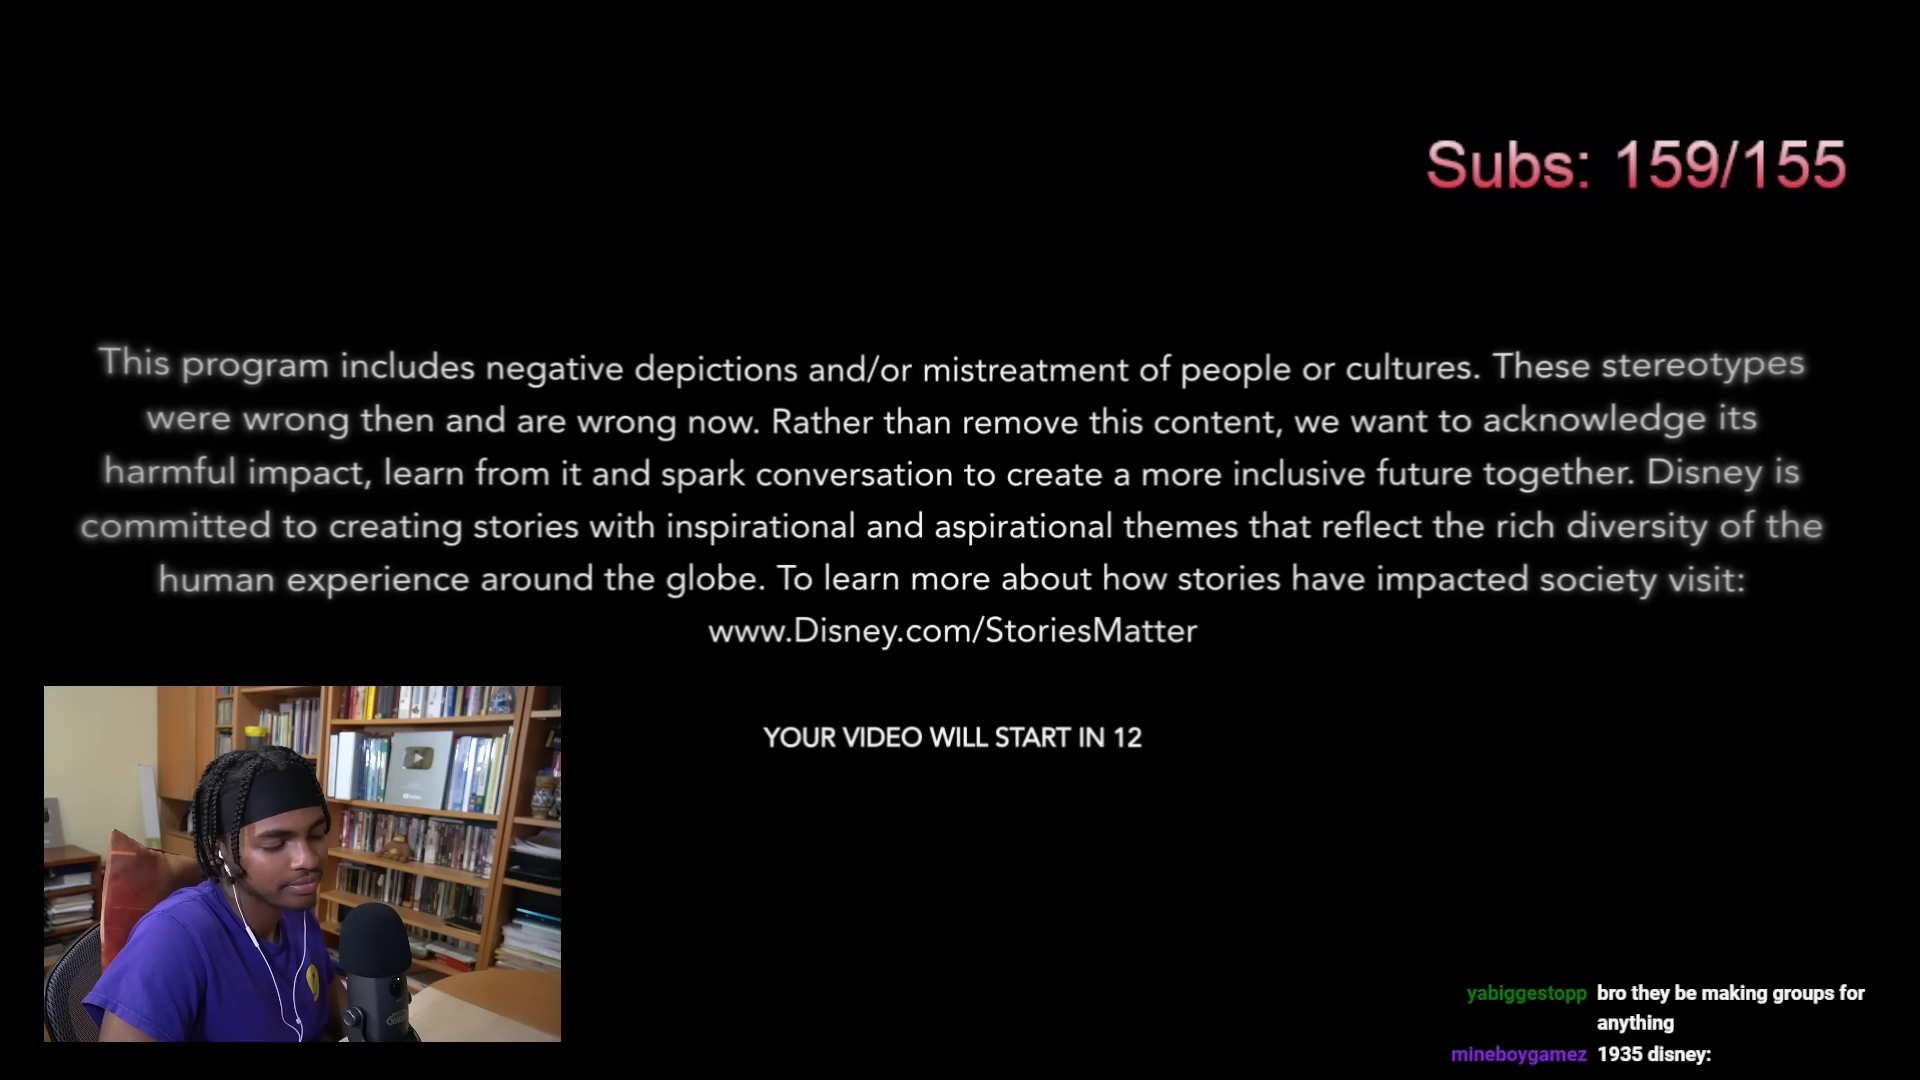 Subs: 159/155
This program includes negative depictions and/or mistreatment of people or cultures. These stereotypes
were wrong then and are wrong now. Rather than remove this content, we want to acknowledge its
harmful impact, learn from it and spark conversation to create a more inclusive future together. Disney is
committed to creating stories with inspirational and aspirational themes that reflect the rich diversity of the
human experience around the globe. To learn more about how stories have impacted society visit:
www.Disney.com/StoriesMatter
YOUR VIDEO WILL START IN 12
yabiggestopp bro they be making groups for
anything
mineboygamez 1935 disney: